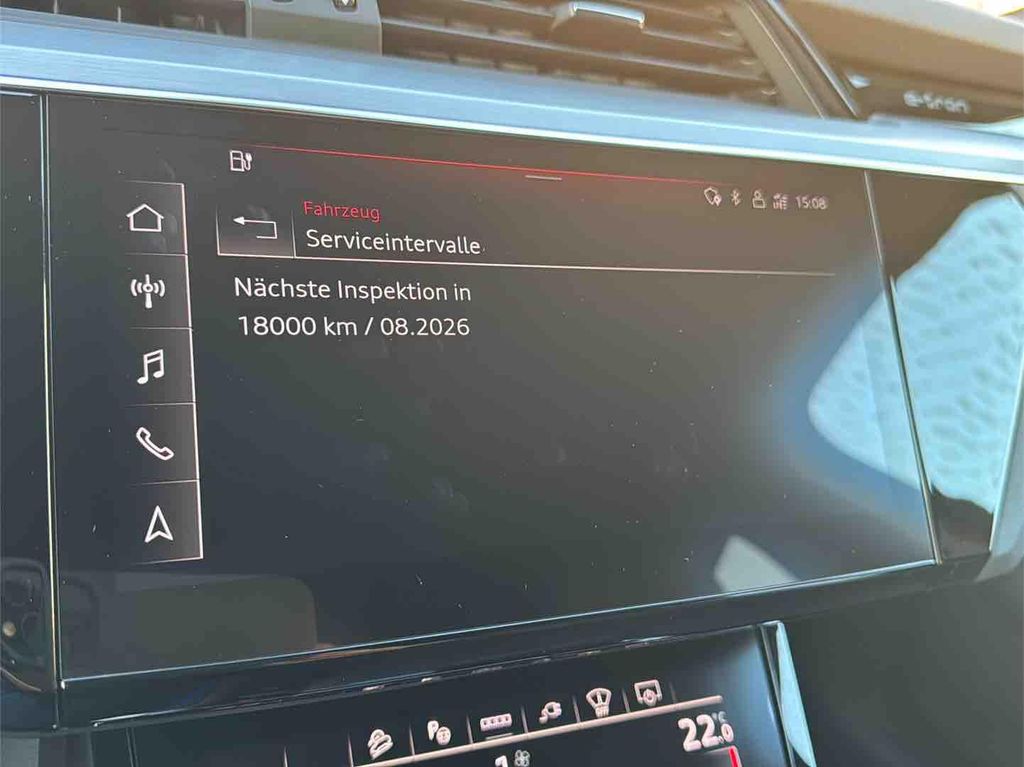 e-tron
15:08
Fahrzeug
Serviceintervalle
Nächste Inspektion in
18000 km / 08.2026
22.0 °C